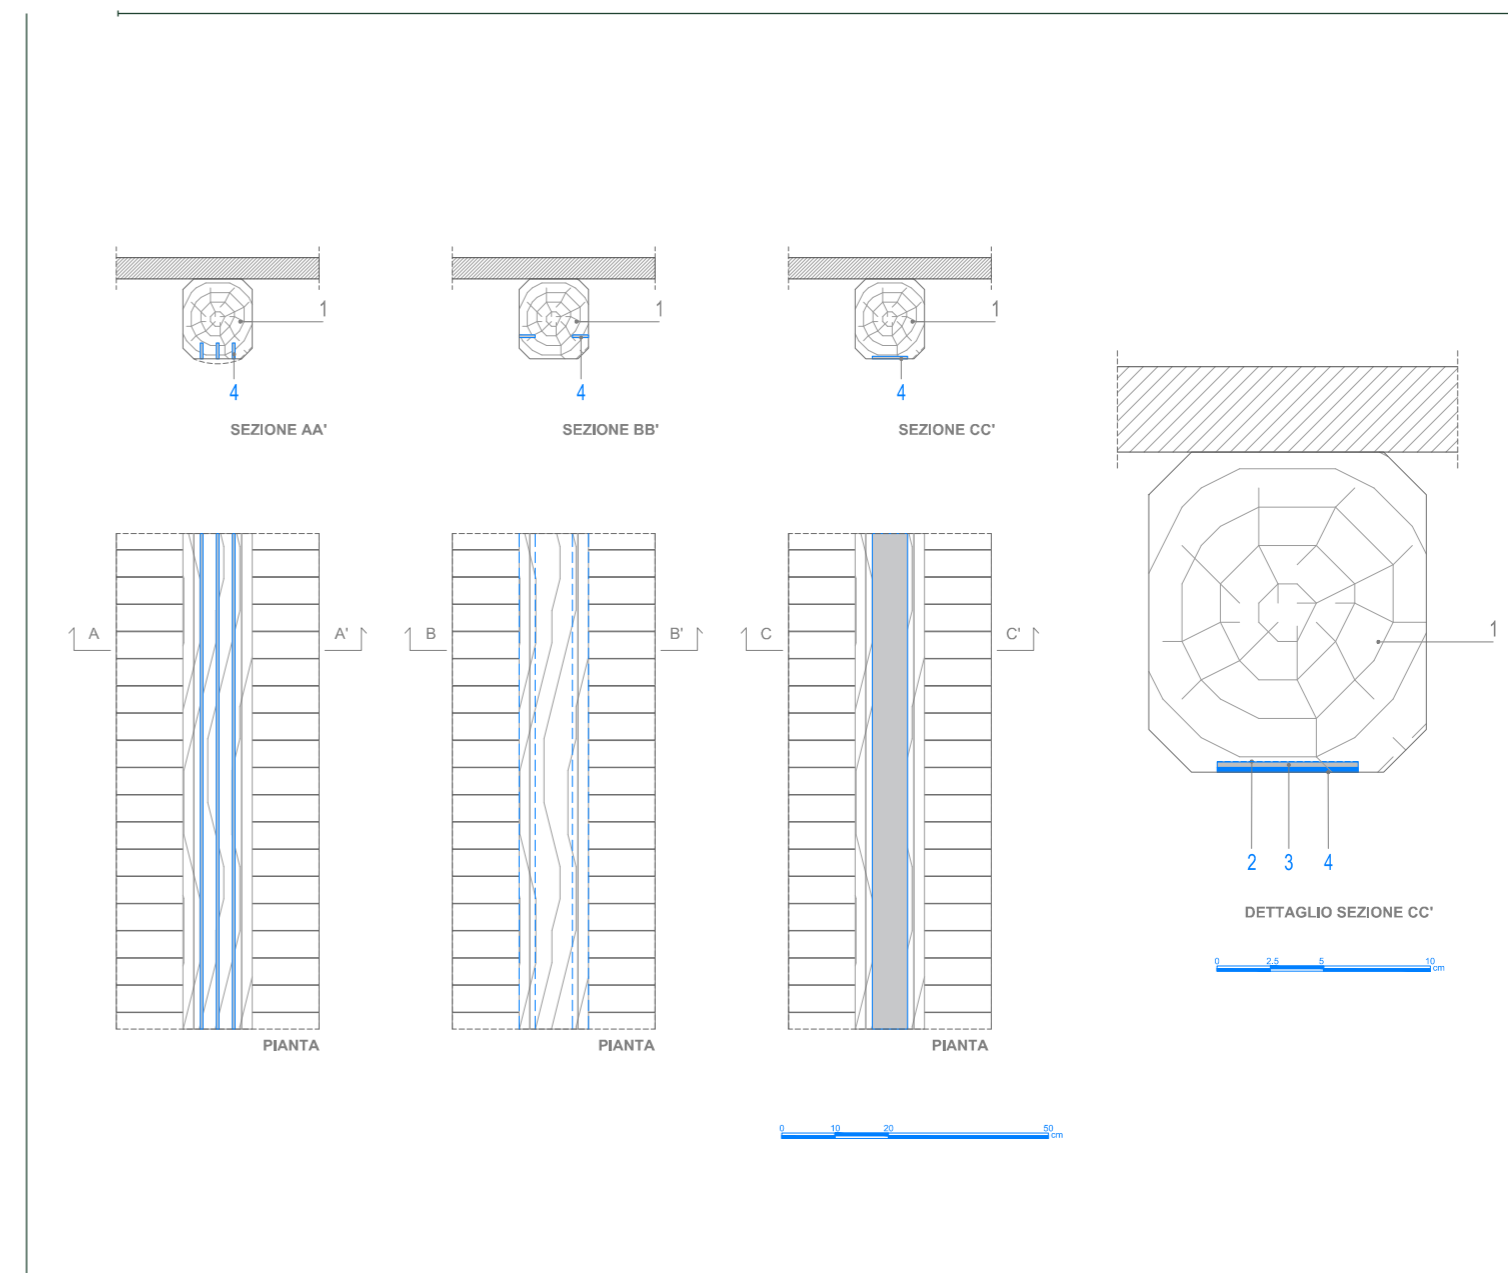 1
1
1
4
4
4
SEZIONE AA'
SEZIONE BB'
SEZIONE CC'
A
A'
B
B'
C
C'
1
2 3 4
DETTAGLIO SEZIONE CC'
0 2.5 5 10
cm
PIANTA
PIANTA
PIANTA
0 10 20 50
cm